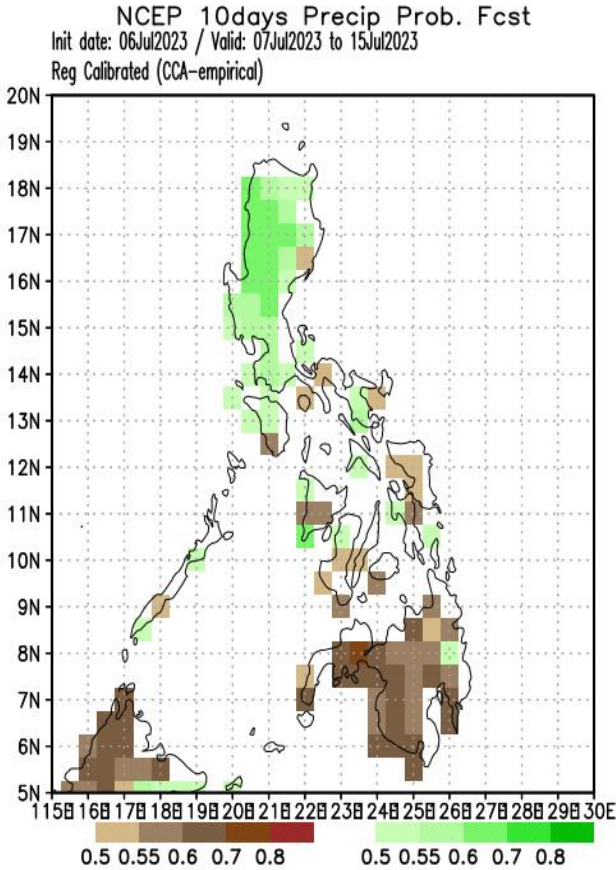 NCEP 10days Precip Prob. Fcst
Init date: 06Jul2023 / Valid: 07Jul2023 to 15Jul2023
Reg Calibrated (CCA-empirical)
20N
19N
18N
17N
16N
15N
14N
13N
12N
11N
10N
9N
8N
7N
6N
5N
115E 116E 117E 118E 119E 120E 121E 122E 123E 124E 125E 126E 127E 128E 129E 130E
0.5 0.55 0.6 0.7 0.8 0.5 0.55 0.6 0.7 0.8